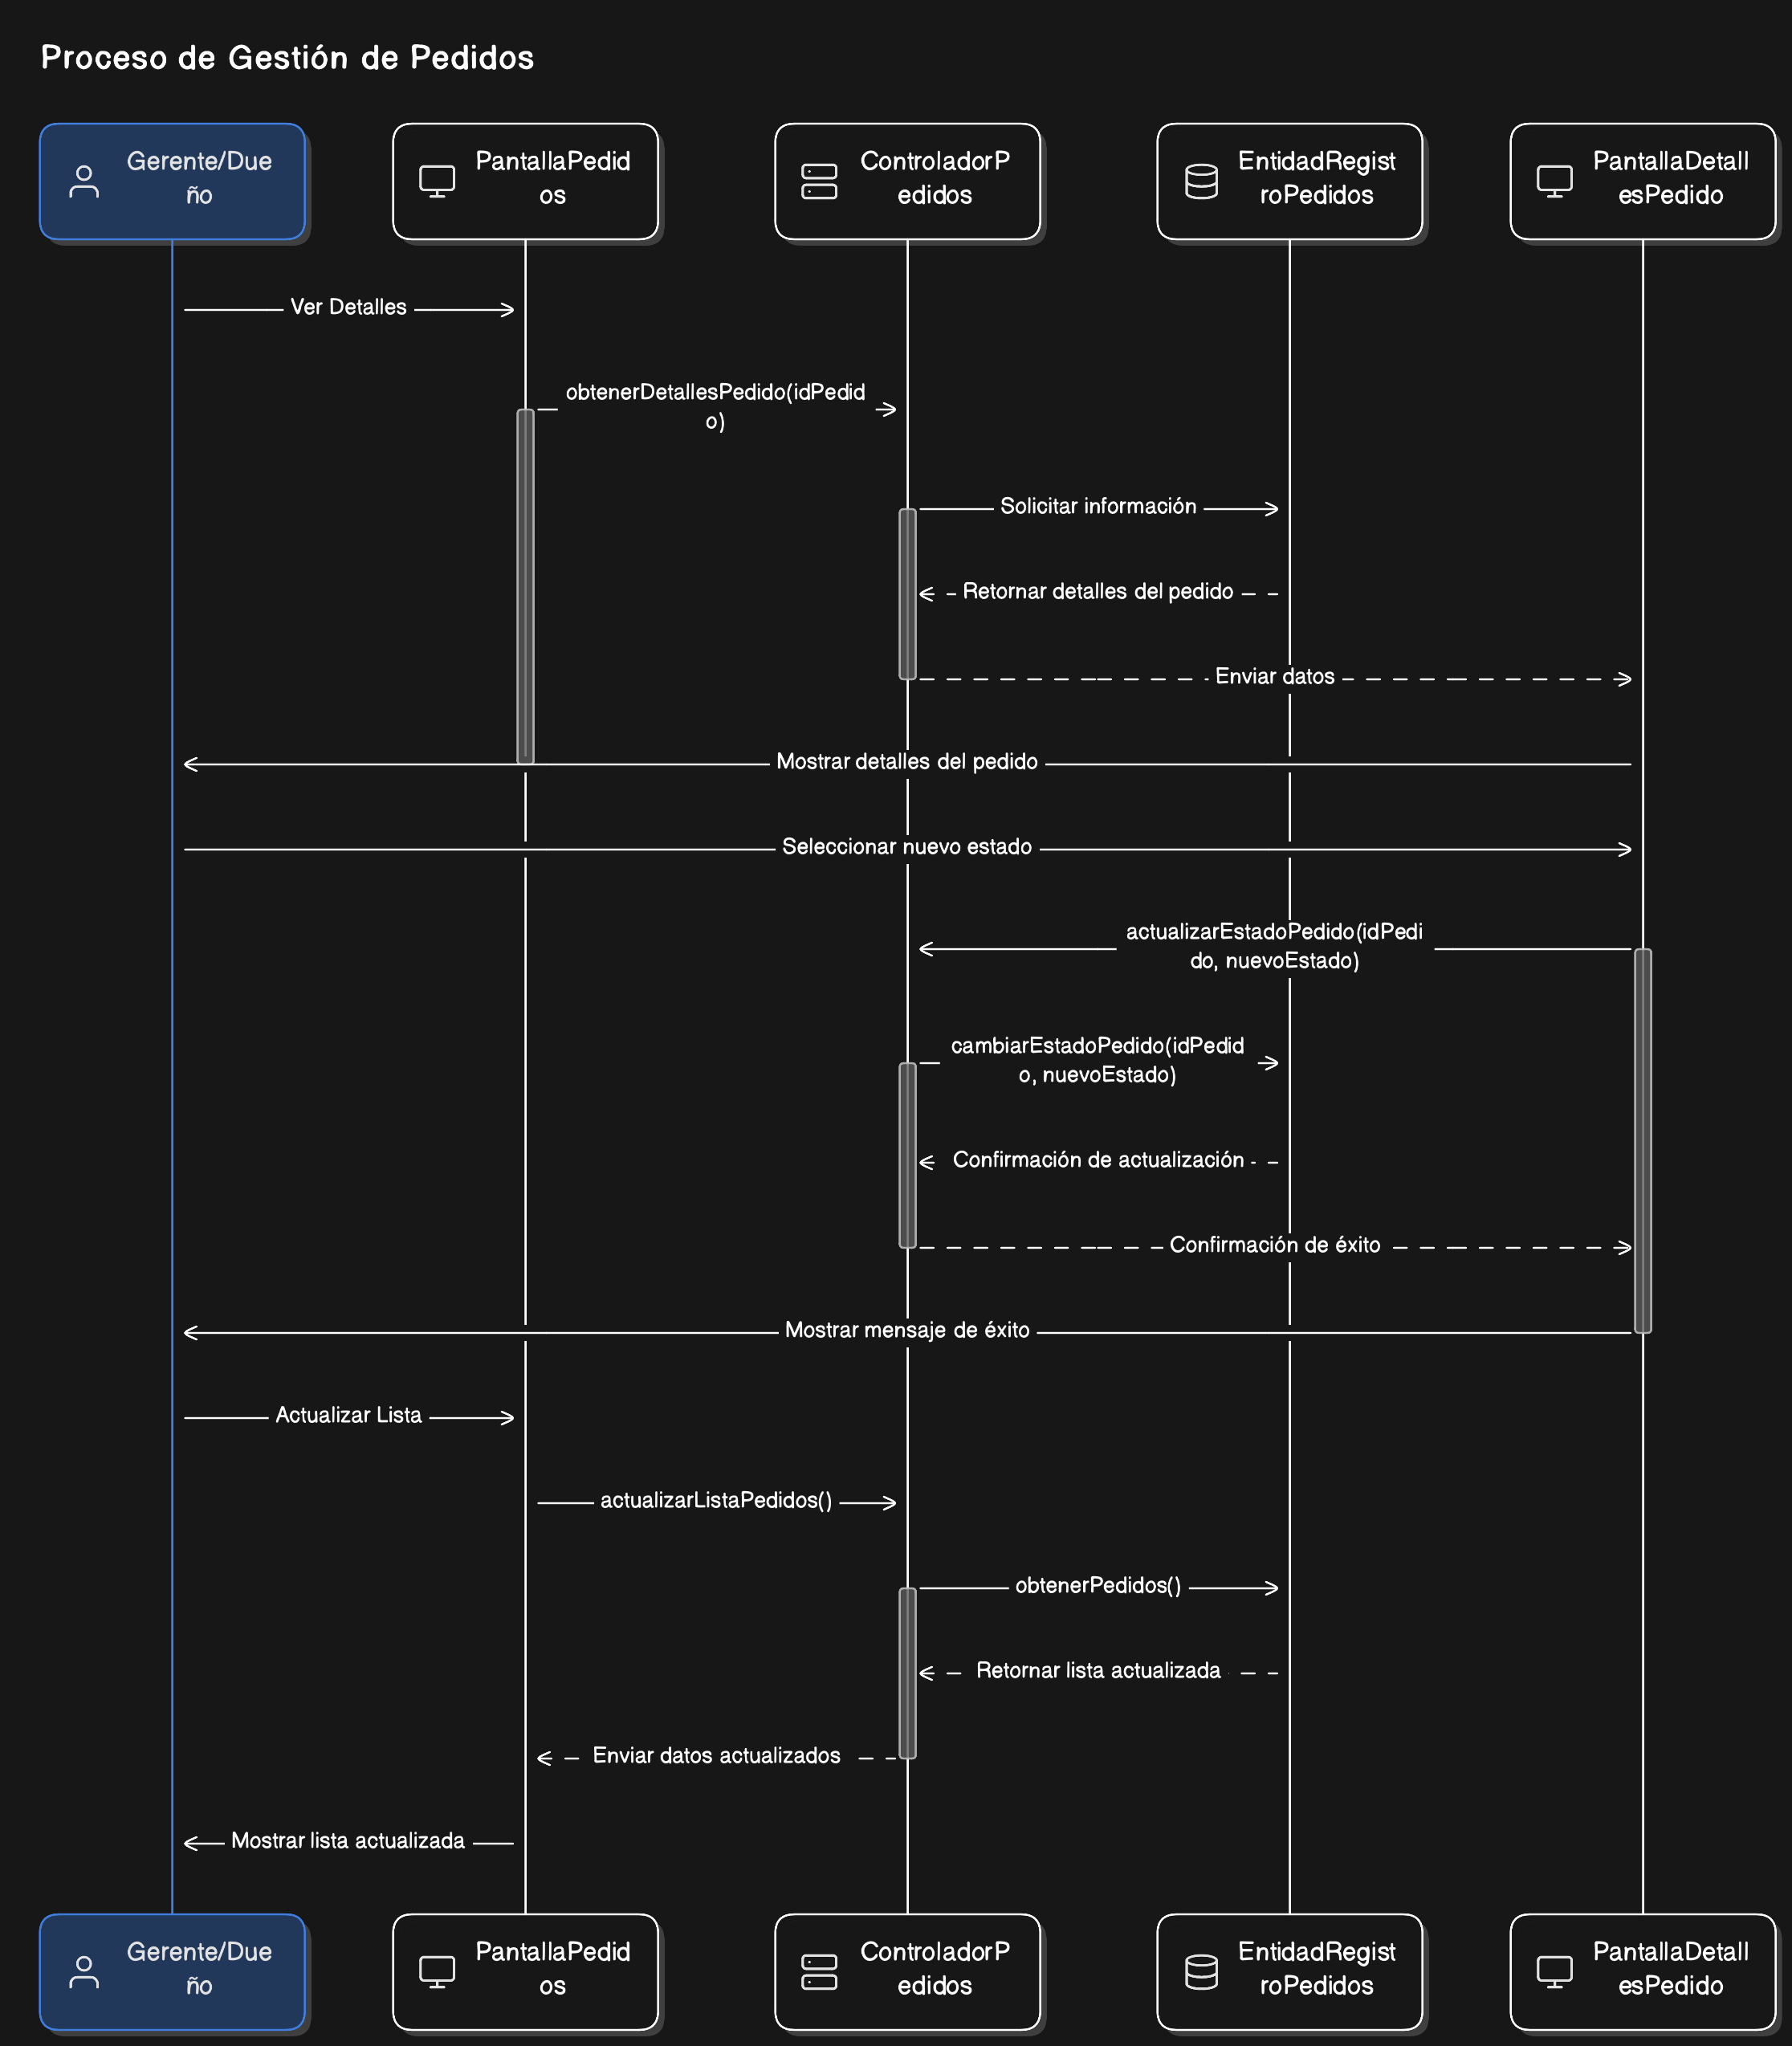 Proceso de Gestión de Pedidos
Gerente/Due
ño
PantallaPedid
os
ControladorP
edidos
EntidadRegist
roPedidos
PantallaDetall
esPedido
Ver Detalles
obtenerDetallesPedido(idPedid
o)
Solicitar información
Retornar detalles del pedido
Enviar datos
Mostrar detalles del pedido
Seleccionar nuevo estado
actualizarEstadoPedido(idPedi
do, nuevoEstado)
cambiarEstadoPedido(idPedid
o, nuevoEstado)
Confirmación de actualización
Confirmación de éxito
Mostrar mensaje de éxito
Actualizar Lista
actualizarListaPedidos()
obtenerPedidos()
Retornar lista actualizada
Enviar datos actualizados
Mostrar lista actualizada
Gerente/Due
ño
PantallaPedid
os
ControladorP
edidos
EntidadRegist
roPedidos
PantallaDetall
esPedido